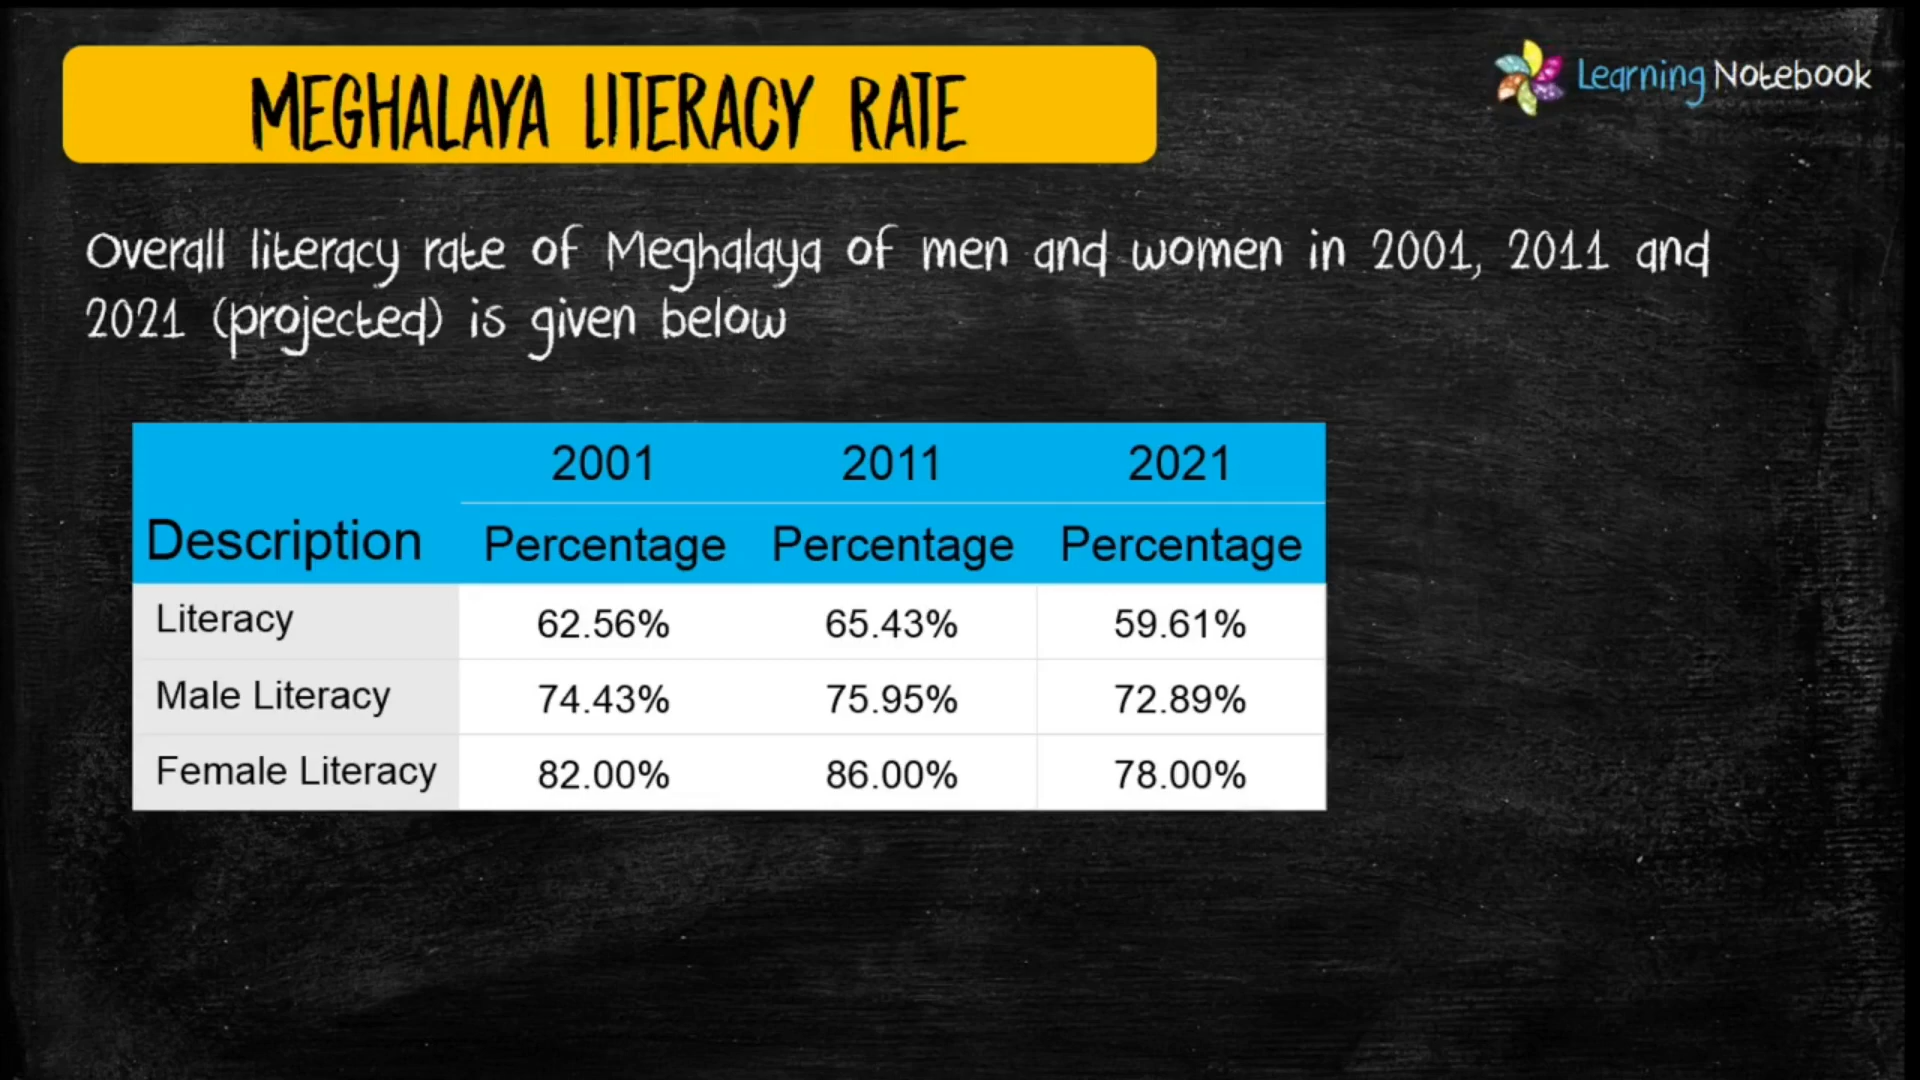 MEGHALAYA LITERACY RATE
Learning Notebook
Overall literacy rate of Meghalaya of men and women in 2001, 2011 and
2021 (projected) is given below
2001 2011 2021
Description Percentage Percentage Percentage
Literacy 62.56% 65.43% 59.61%
Male Literacy 74.43% 75.95% 72.89%
Female Literacy 82.00% 86.00% 78.00%